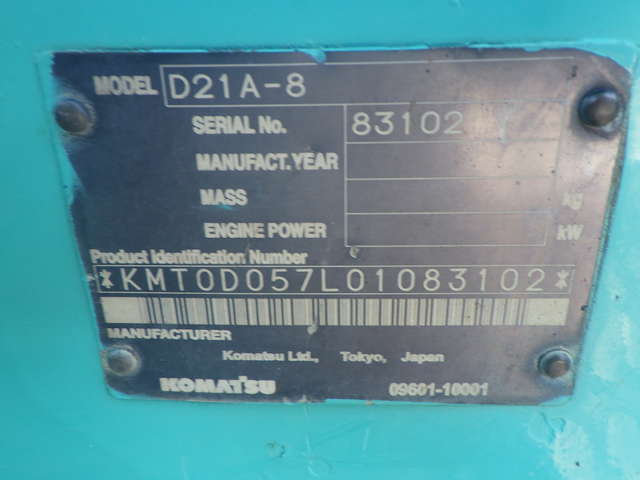 MODEL D21A-8
SERIAL No. 83102
MANUFACT. YEAR
MASS kg
ENGINE POWER kW
Product Identification Number
*KMT0D057L01083102*
MANUFACTURER
Komatsu Ltd., Tokyo, Japan
KOMATSU 09601-10001